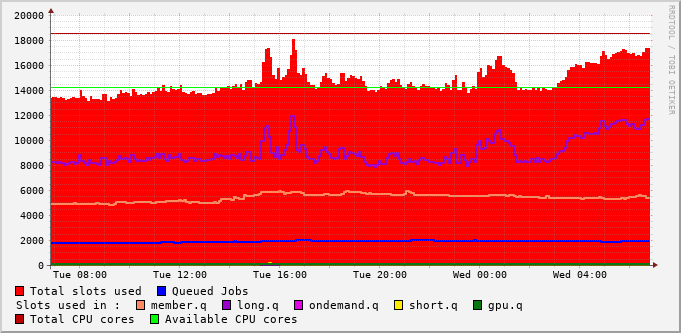 20000
18000
16000
14000
12000
10000
8000
6000
4000
2000
0
Tue 08:00 Tue 12:00 Tue 16:00 Tue 20:00 Wed 00:00 Wed 04:00
RRDTOOL / TOBI OETIKER
Total slots used Queued Jobs
Slots used in : member.q long.q ondemand.q short.q gpu.q
Total CPU cores Available CPU cores